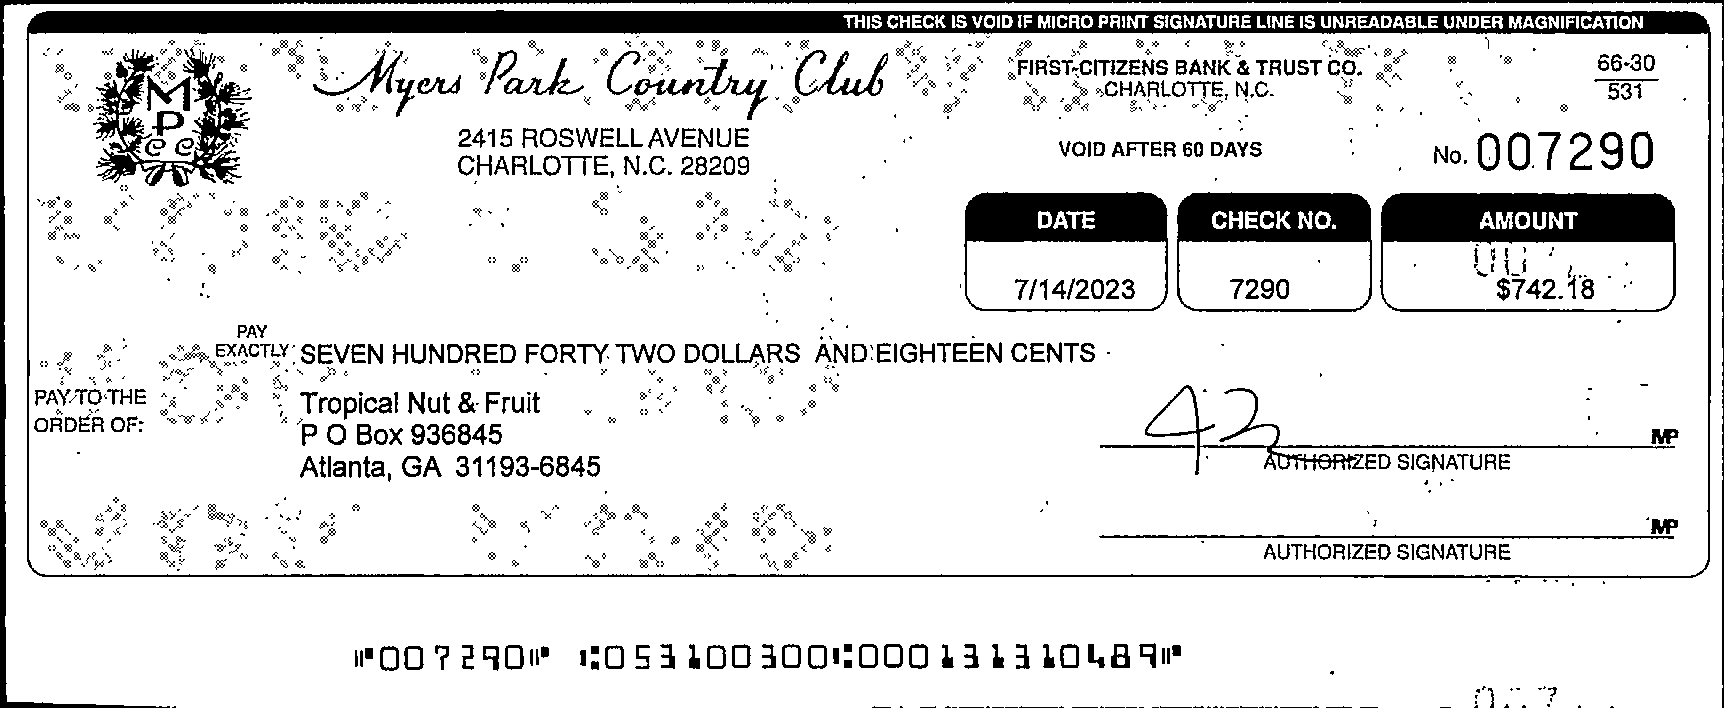 THIS CHECK IS VOID IF MICRO PRINT SIGNATURE LINE IS UNREADABLE UNDER MAGNIFICATION
M
P
CC
Myers Park Country Club
2415 ROSWELL AVENUE
CHARLOTTE, N.C. 28209
FIRST-CITIZENS BANK & TRUST CO.
CHARLOTTE, N.C.
66-30
531
VOID AFTER 60 DAYS
No. 007290
DATE
7/14/2023
CHECK NO.
7290
AMOUNT
$742.18
PAY
EXACTLY SEVEN HUNDRED FORTY TWO DOLLARS AND EIGHTEEN CENTS
PAY TO THE
ORDER OF:
Tropical Nut & Fruit
P O Box 936845
Atlanta, GA 31193-6845
MP
AUTHORIZED SIGNATURE
MP
AUTHORIZED SIGNATURE
⑈007290⑈ ⑆053100300⑆000131310489⑈